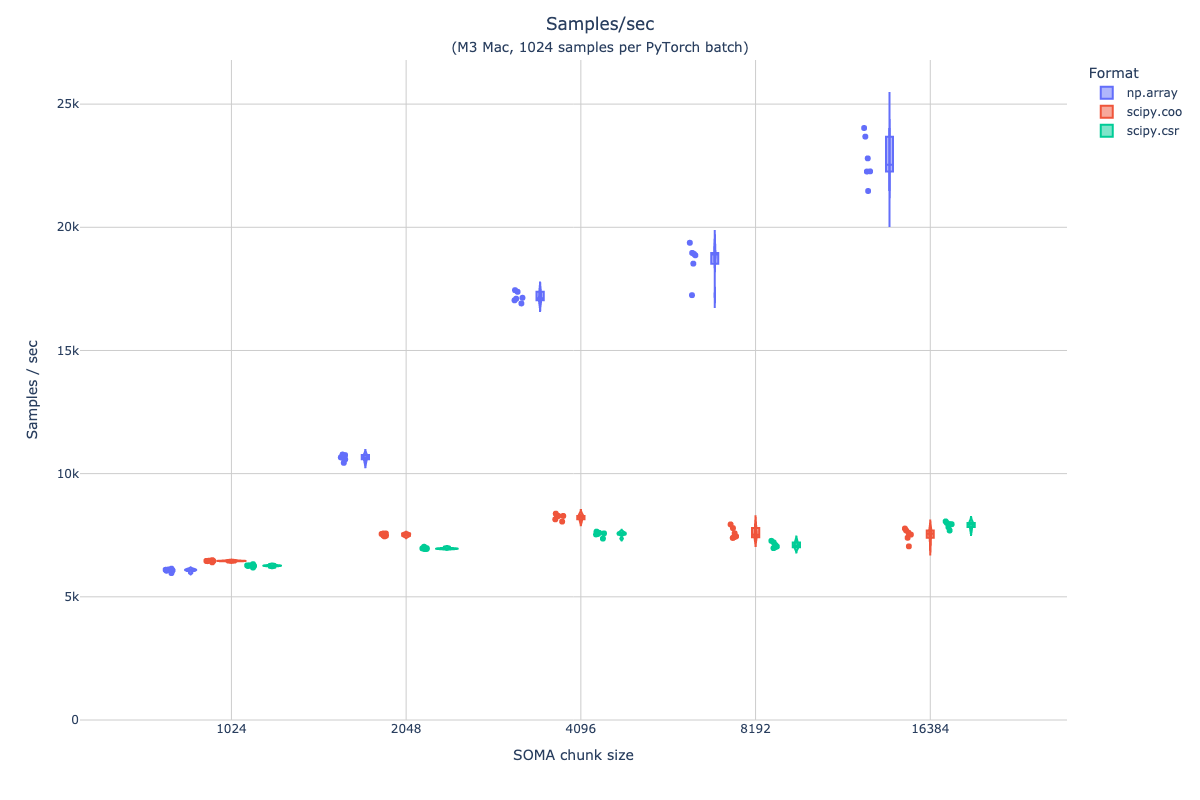 Samples/sec
(M3 Mac, 1024 samples per PyTorch batch)
Format
np.array
scipy.coo
scipy.csr
25k
20k
15k
10k
5k
0
Samples / sec
1024
2048
4096
8192
16384
SOMA chunk size